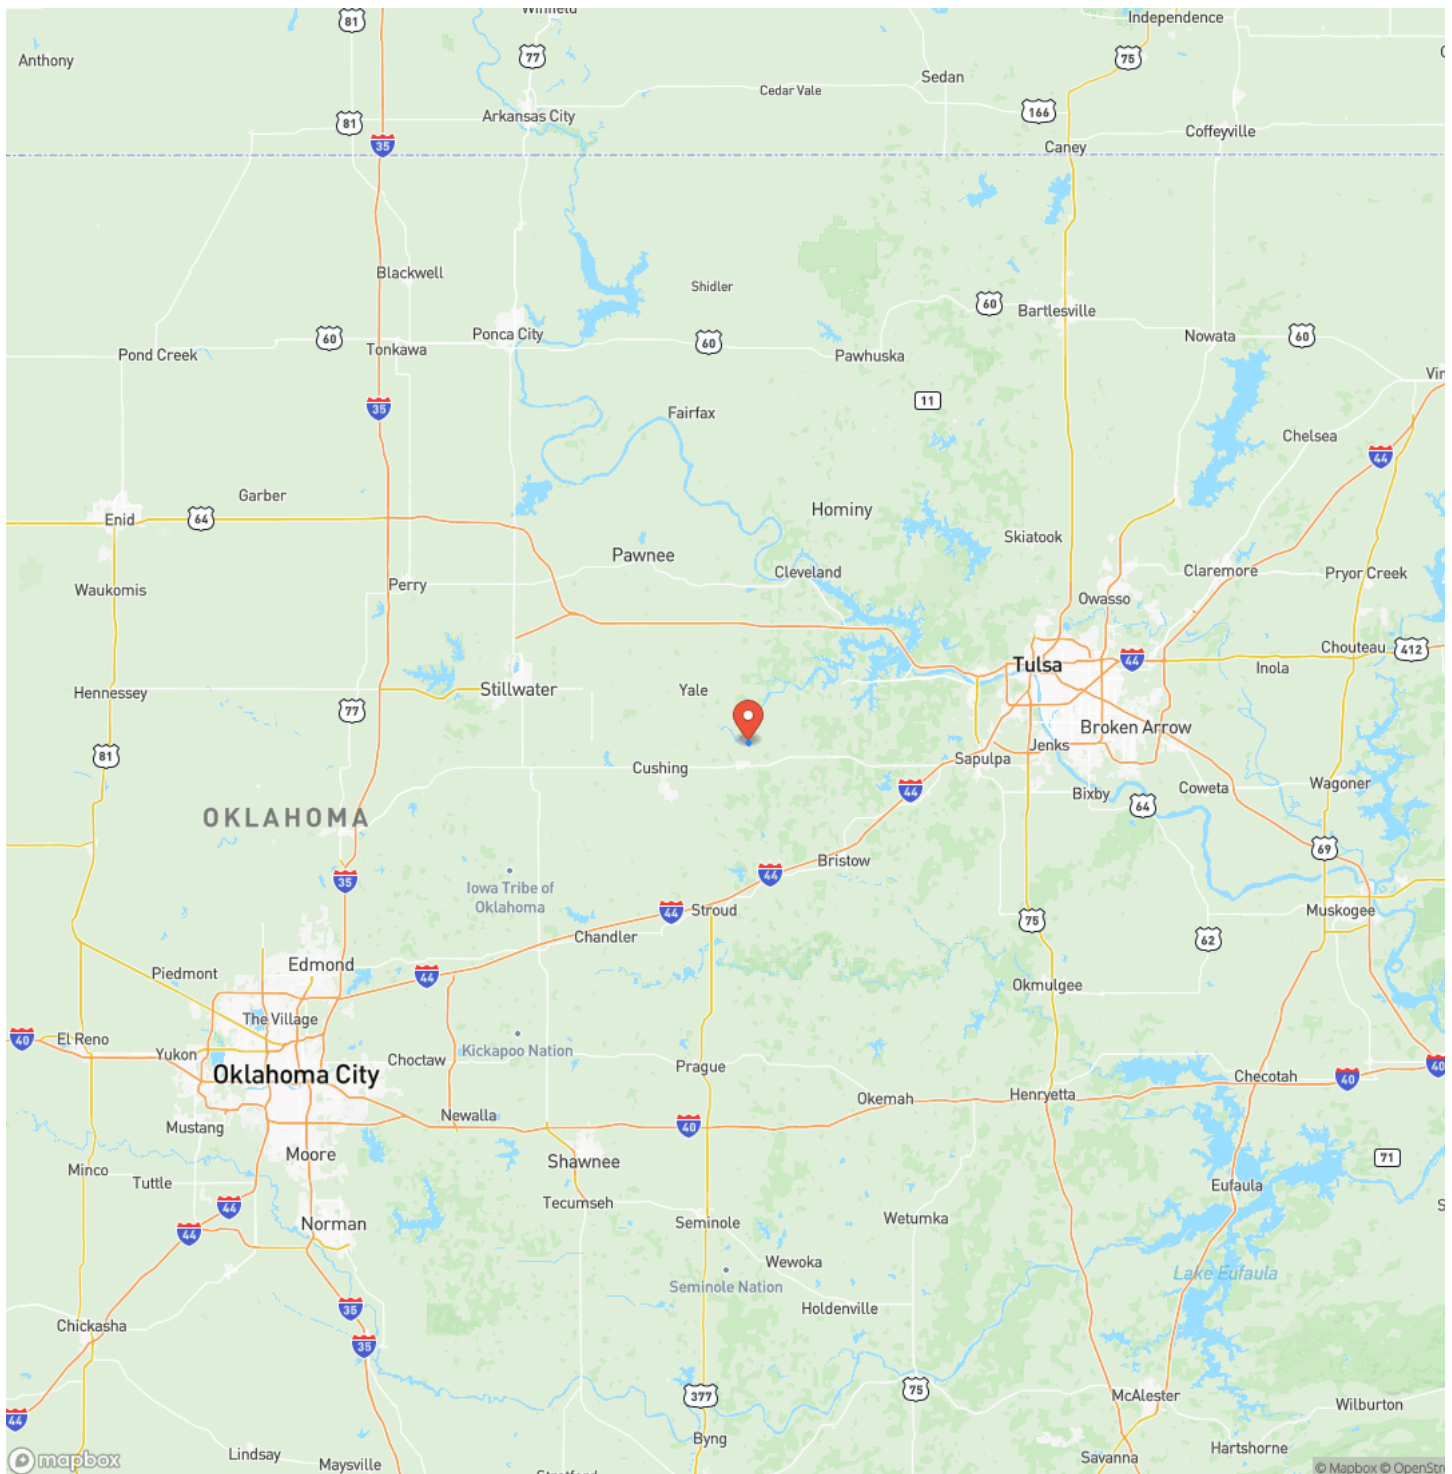 Winfield
81
Independence
77
75
Anthony
Sedan
Cedar Vale
166
Arkansas City
81
Coffeyville
35
Caney
Blackwell
Shidler
60
Bartlesville
Ponca City
60
60
Nowata
60
Tonkawa
Pond Creek
Pawhuska
Vin
35
11
Fairfax
Chelsea
44
Garber
Hominy
Enid
64
Skiatook
Pawnee
Cleveland
Claremore
Pryor Creek
Perry
Waukomis
Owasso
Chouteau
412
Tulsa
44
Inola
Stillwater
Yale
Hennessey
77
Broken Arrow
Jenks
81
Sapulpa
Cushing
Wagoner
Coweta
44
Bixby
64
OKLAHOMA
69
Bristow
44
35
Iowa Tribe of
Oklahoma
Stroud
44
Muskogee
75
62
Chandler
Edmond
Piedmont
44
Okmulgee
The Village
40
El Reno
Yukon
Kickapoo Nation
Choctaw
Prague
40
Oklahoma City
Checotah
40
Henryetta
Okemah
Newalla
40
Mustang
Moore
71
Shawnee
Minco
Tuttle
Eufaula
Tecumseh
44
S
Wetumka
Norman
Seminole
44
Wewoka
Lake Eufaula
Seminole Nation
35
Holdenville
Chickasha
35
75
377
McAlester
Wilburton
44
Byng
Hartshorne
Lindsay
Savanna
mapbox
Maysville
© Mapbox © OpenStre